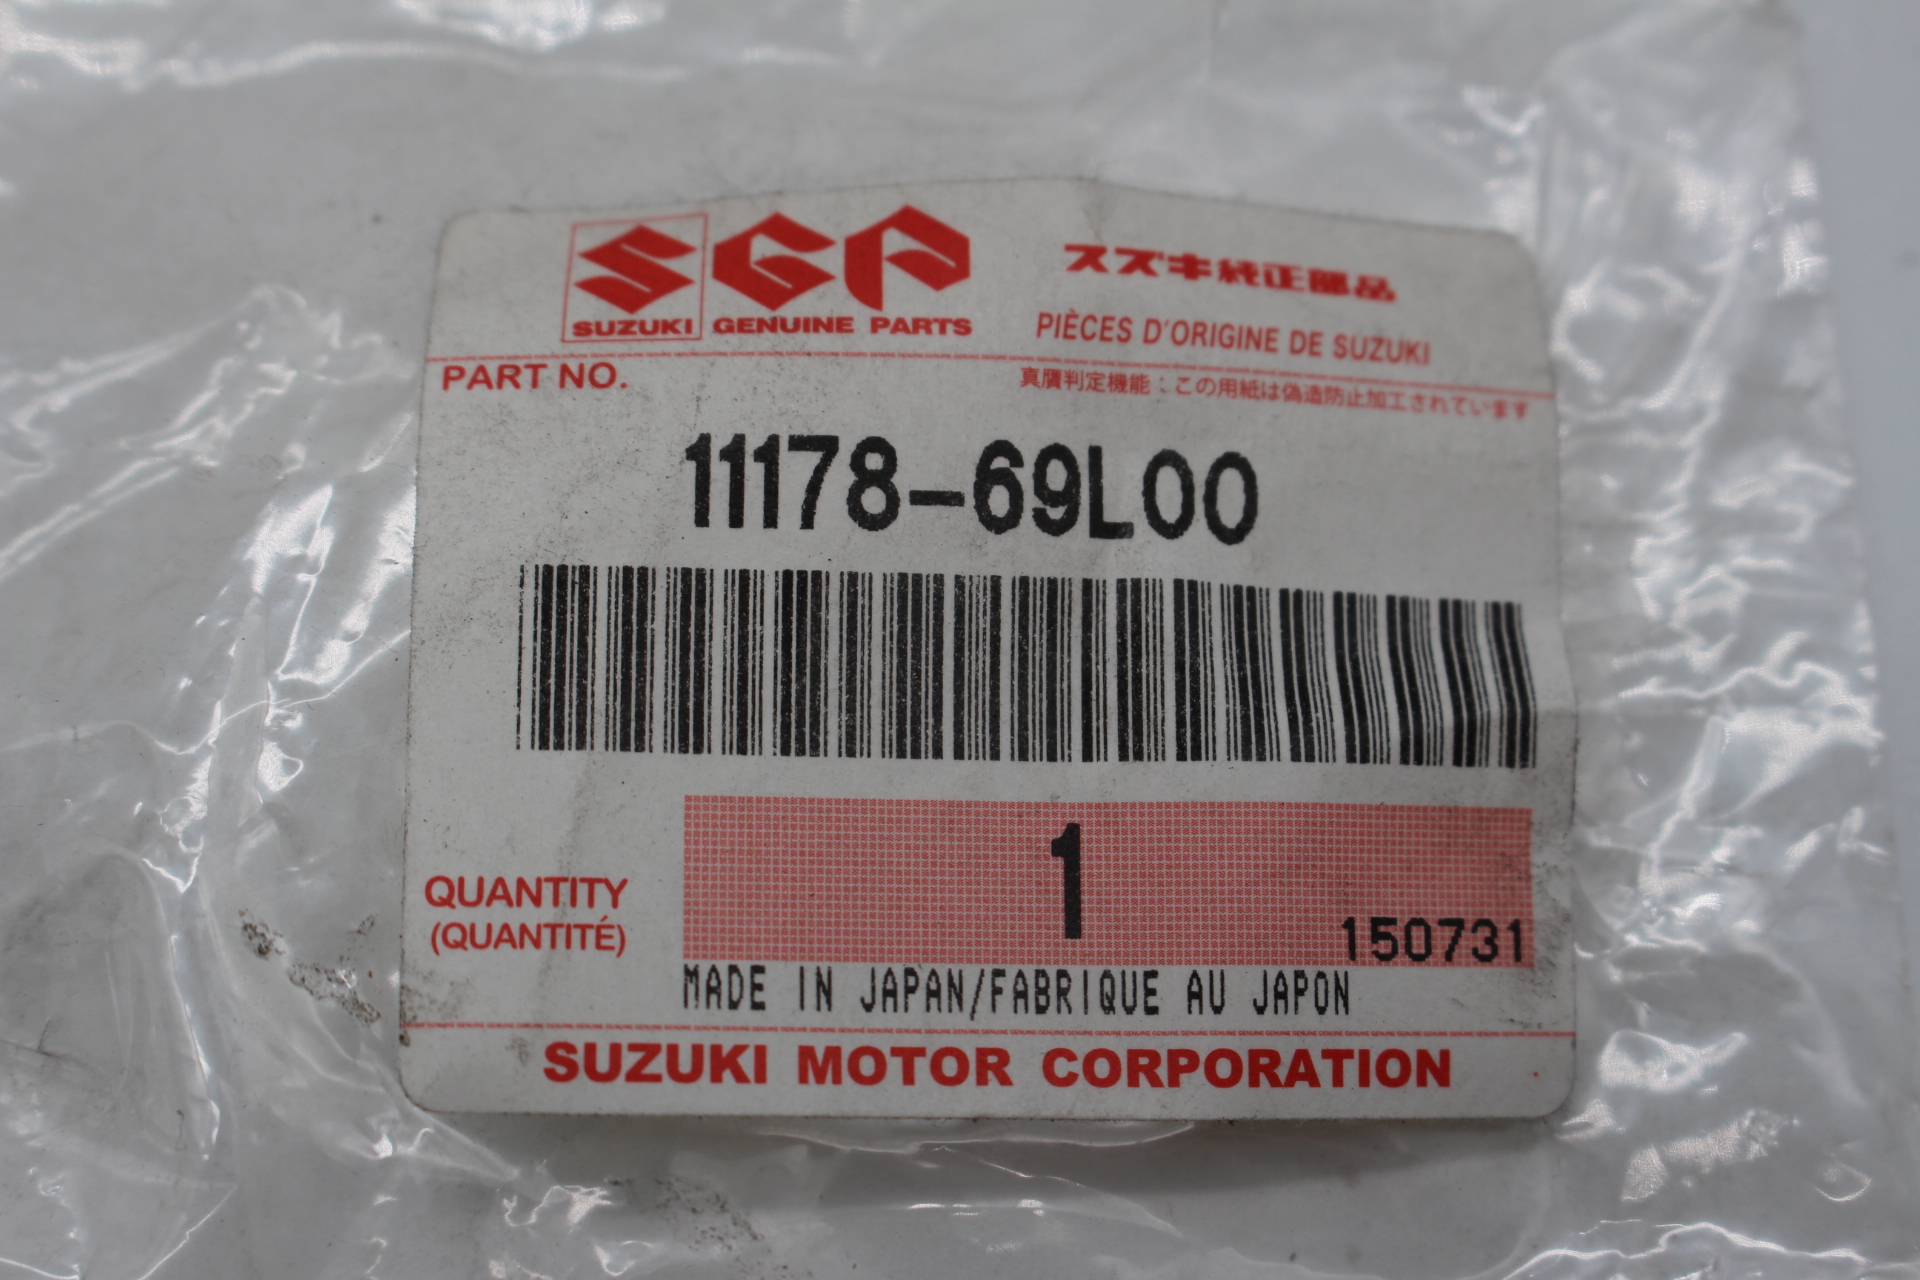 SGP
スズキ純正部品
SUZUKI GENUINE PARTS
PIÈCES D'ORIGINE DE SUZUKI
PART NO.
真贋判定機能：この用紙は偽造防止加工されています
11178-69L00
1
QUANTITY
(QUANTITÉ)
150731
MADE IN JAPAN/FABRIQUE AU JAPON
SUZUKI MOTOR CORPORATION